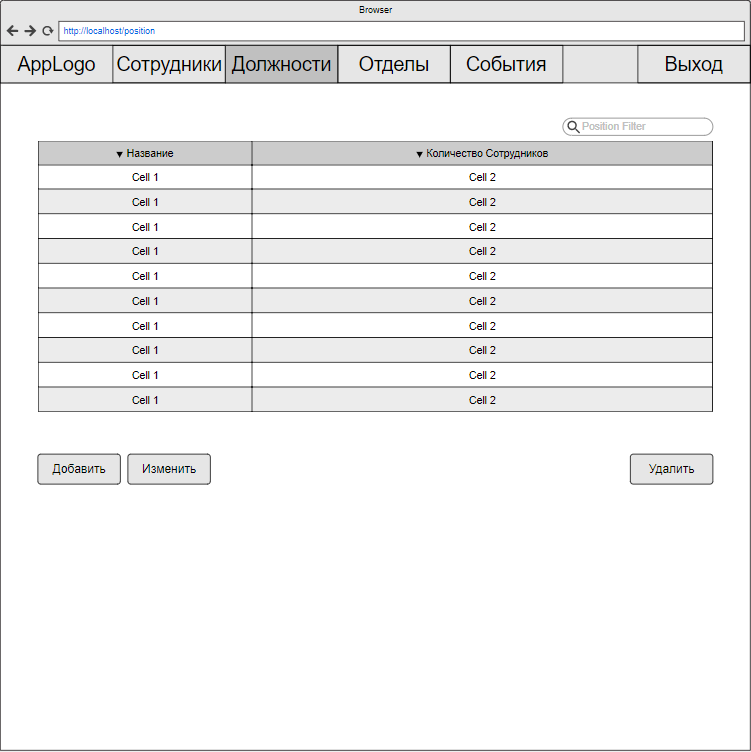 Browser
http://localhost/position
AppLogo Сотрудники Должности Отделы События Выход
Position Filter
▼ Название ▼ Количество Сотрудников
Cell 1 Cell 2
Cell 1 Cell 2
Cell 1 Cell 2
Cell 1 Cell 2
Cell 1 Cell 2
Cell 1 Cell 2
Cell 1 Cell 2
Cell 1 Cell 2
Cell 1 Cell 2
Cell 1 Cell 2
Добавить Изменить Удалить